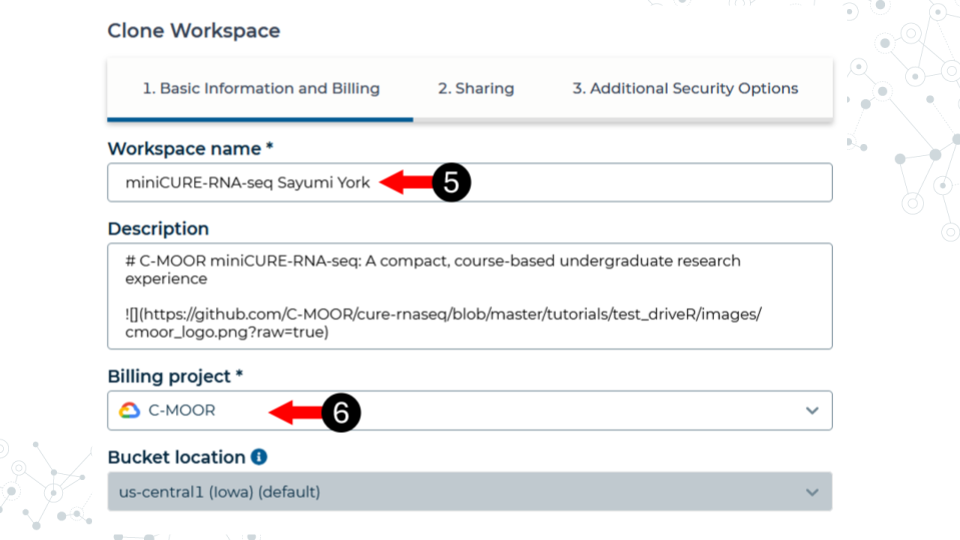 Clone Workspace
1. Basic Information and Billing 2. Sharing 3. Additional Security Options
Workspace name *
miniCURE-RNA-seq Sayumi York 5
Description
# C-MOOR miniCURE-RNA-seq: A compact, course-based undergraduate research
experience
![](https://github.com/C-MOOR/cure-rnaseq/blob/master/tutorials/test_driveR/images/
cmoor_logo.png?raw=true)
Billing project *
C-MOOR 6
Bucket location i
us-central1 (Iowa) (default)